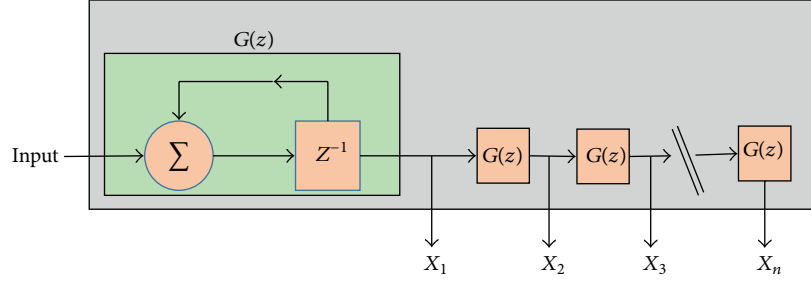 G(z)
Input
∑
Z⁻¹
G(z)
G(z)
G(z)
X₁
X₂
X₃
Xₙ